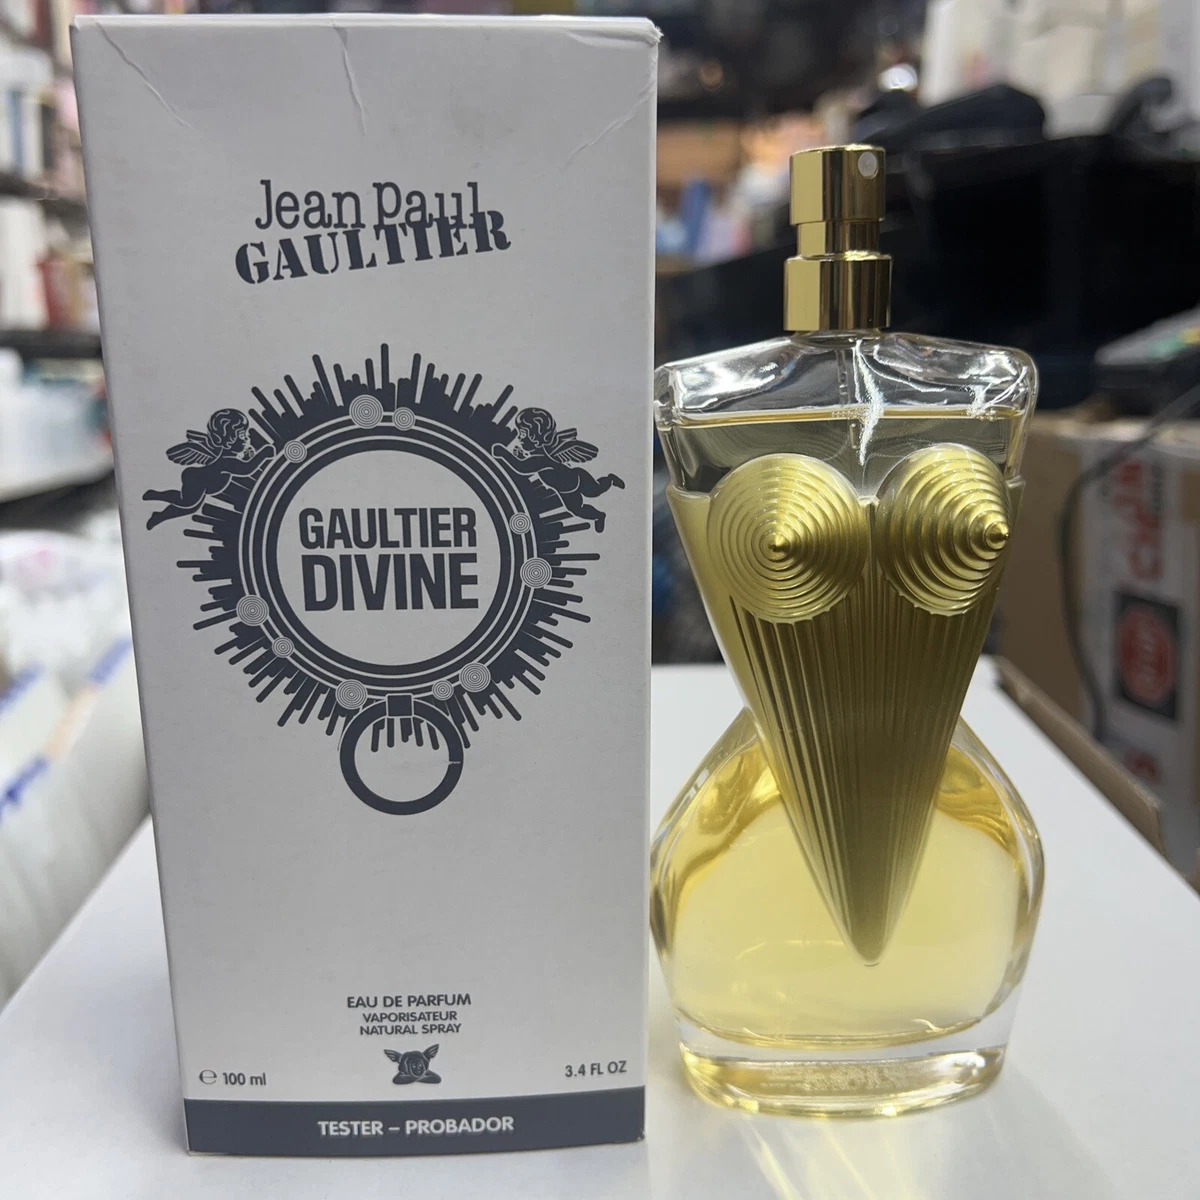 Jean Paul
GAULTIER
GAULTIER
DIVINE
EAU DE PARFUM
VAPORISATEUR
NATURAL SPRAY
℮ 100 ml
3.4 FL OZ
TESTER – PROBADOR